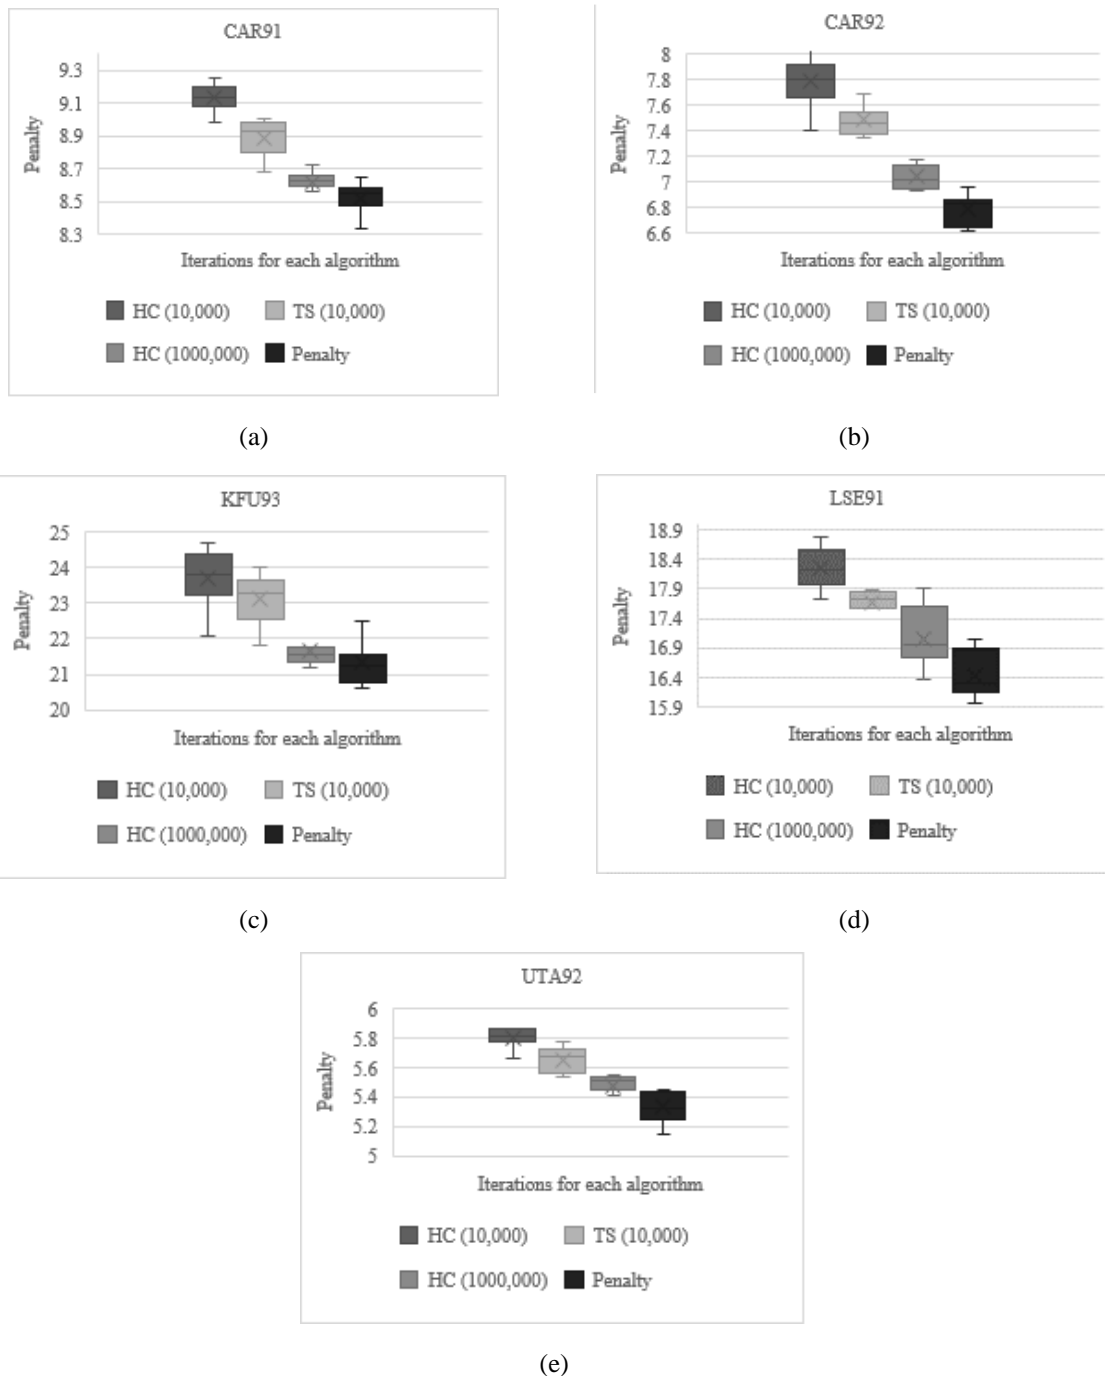 CAR91
9.3
9.1
8.9
8.7
8.5
8.3
Penalty
Iterations for each algorithm
HC (10,000) TS (10,000)
HC (1000,000) Penalty
(a)
CAR92
8
7.8
7.6
7.4
7.2
7
6.8
6.6
Penalty
Iterations for each algorithm
HC (10,000) TS (10,000)
HC (1000,000) Penalty
(b)
KFU93
25
24
23
22
21
20
Penalty
Iterations for each algorithm
HC (10,000) TS (10,000)
HC (1000,000) Penalty
(c)
LSE91
18.9
18.4
17.9
17.4
16.9
16.4
15.9
Penalty
Iterations for each algorithm
HC (10,000) TS (10,000)
HC (1000,000) Penalty
(d)
UTA92
6
5.8
5.6
5.4
5.2
5
Penalty
Iterations for each algorithm
HC (10,000) TS (10,000)
HC (1000,000) Penalty
(e)